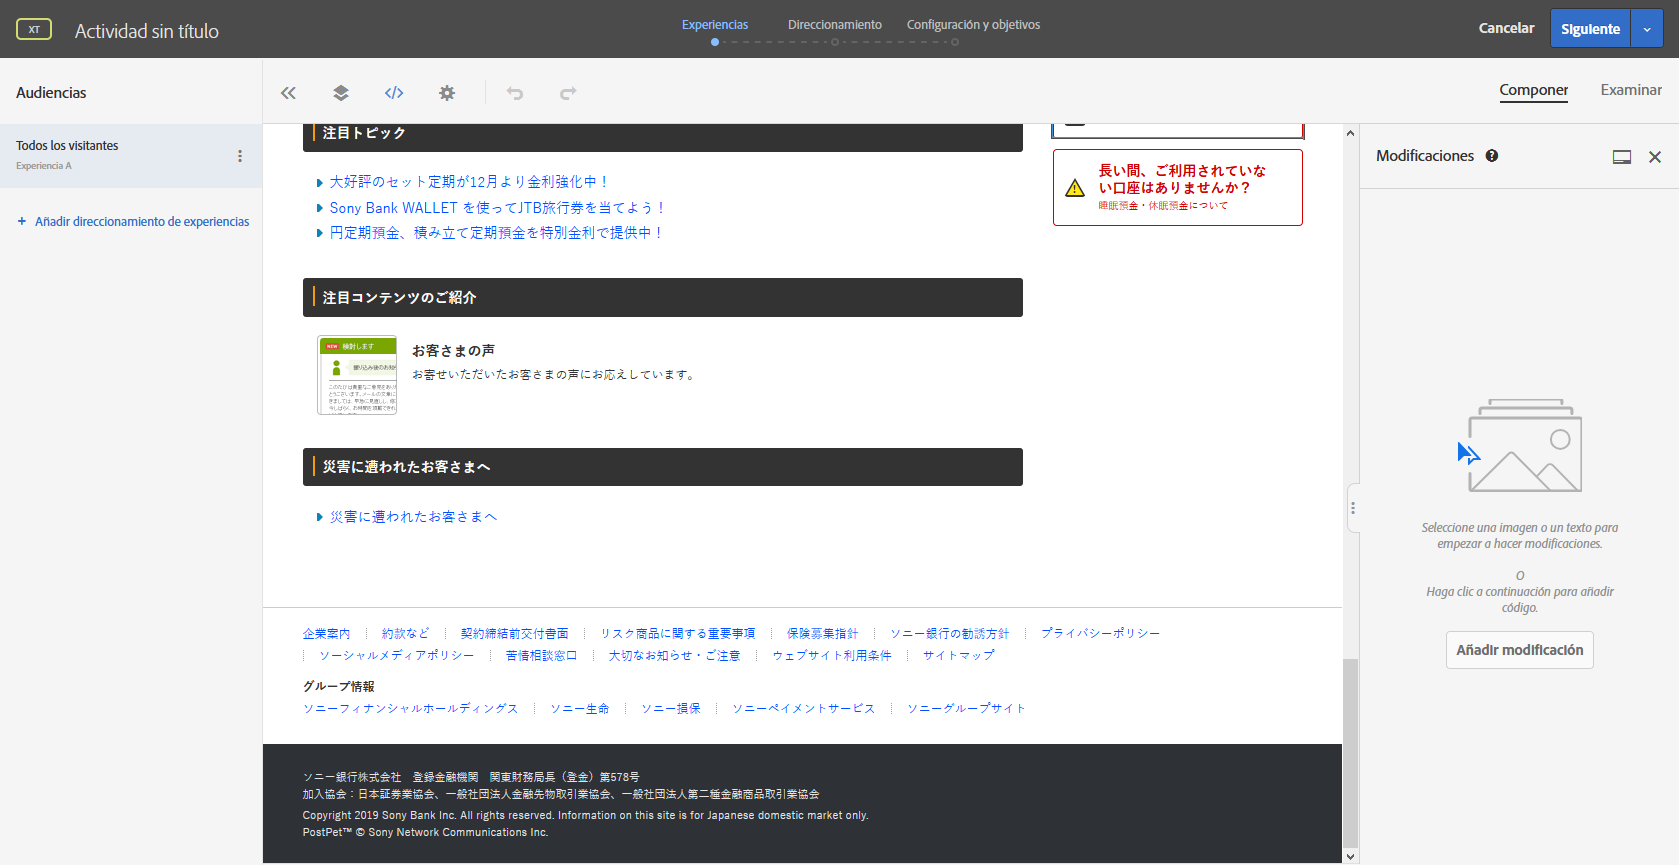 XT
Actividad sin título
Experiencias
Direccionamiento
Configuración y objetivos
Cancelar
Siguiente
Audiencias
Componer
Examinar
Todos los visitantes
Experiencia A
+ Añadir direccionamiento de experiencias
注目トピック
大好評のセット定期が12月より金利強化中！
Sony Bank WALLET を使ってJTB旅行券を当てよう！
円定期預金、積み立て定期預金を特別金利で提供中！
長い間、ご利用されていな
い口座はありませんか？
睡眠預金・休眠預金について
注目コンテンツのご紹介
NEW 検討します
お客さまの声
お寄せいただいたお客さまの声にお応えしています。
災害に遭われたお客さまへ
災害に遭われたお客さまへ
企業案内
約款など
契約締結前交付書面
リスク商品に関する重要事項
保険募集指針
ソニー銀行の勧誘方針
プライバシーポリシー
ソーシャルメディアポリシー
苦情相談窓口
大切なお知らせ・ご注意
ウェブサイト利用条件
サイトマップ
グループ情報
ソニーフィナンシャルホールディングス
ソニー生命
ソニー損保
ソニーペイメントサービス
ソニーグループサイト
ソニー銀行株式会社　登録金融機関　関東財務局長（登金）第578号
加入協会：日本証券業協会、一般社団法人金融先物取引業協会、一般社団法人第二種金融商品取引業協会
Copyright 2019 Sony Bank Inc. All rights reserved. Information on this site is for Japanese domestic market only.
PostPet™ © Sony Network Communications Inc.
Modificaciones
Seleccione una imagen o un texto para
empezar a hacer modificaciones.
O
Haga clic a continuación para añadir
código.
Añadir modificación